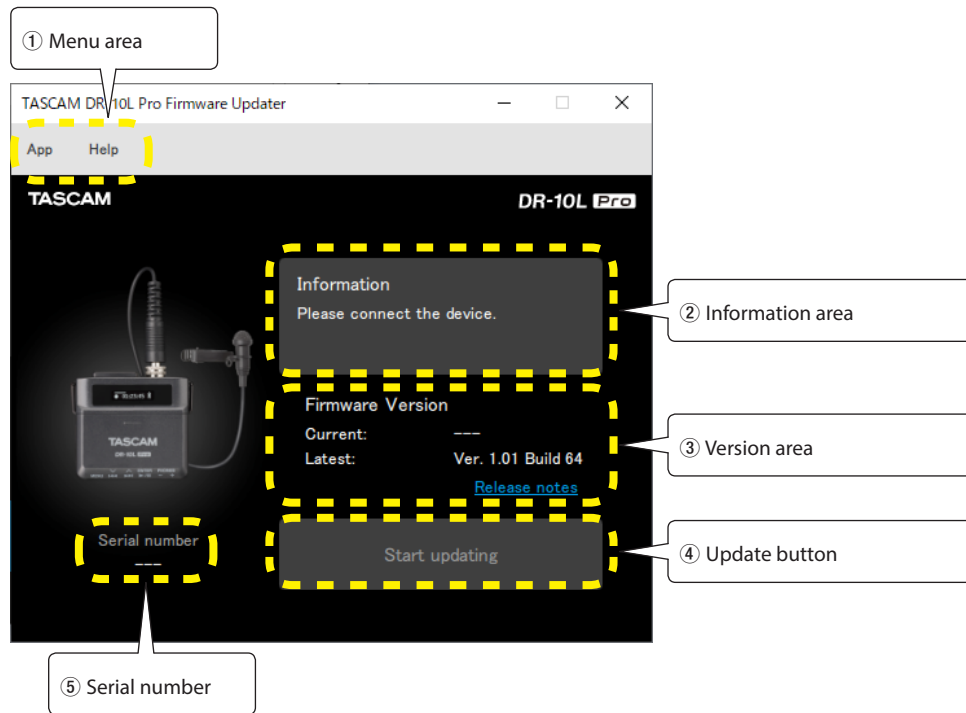 ① Menu area
TASCAM DR-10L Pro Firmware Updater
App Help
TASCAM
DR-10L Pro
Information
Please connect the device.
② Information area
TASCAM
Firmware Version
Current: ---
Latest: Ver. 1.01 Build 64
Release notes
③ Version area
Serial number
---
Start updating
④ Update button
⑤ Serial number